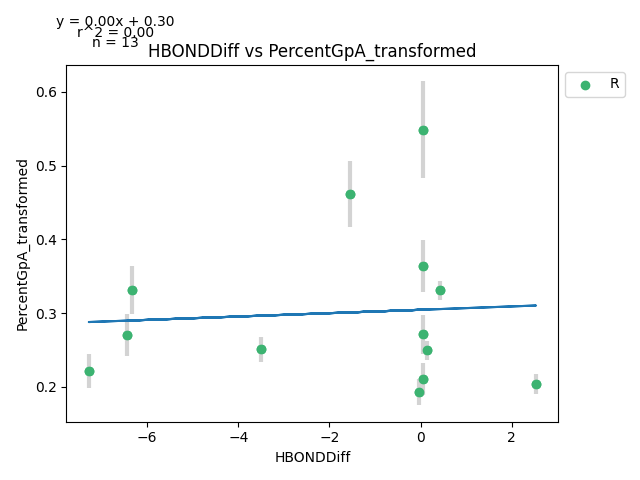 y = 0.00x + 0.30
r^2 = 0.00
n = 13
HBONDDiff vs PercentGpA_transformed
R
PercentGpA_transformed
0.6
0.5
0.4
0.3
0.2
−6
−4
−2
0
2
HBONDDiff